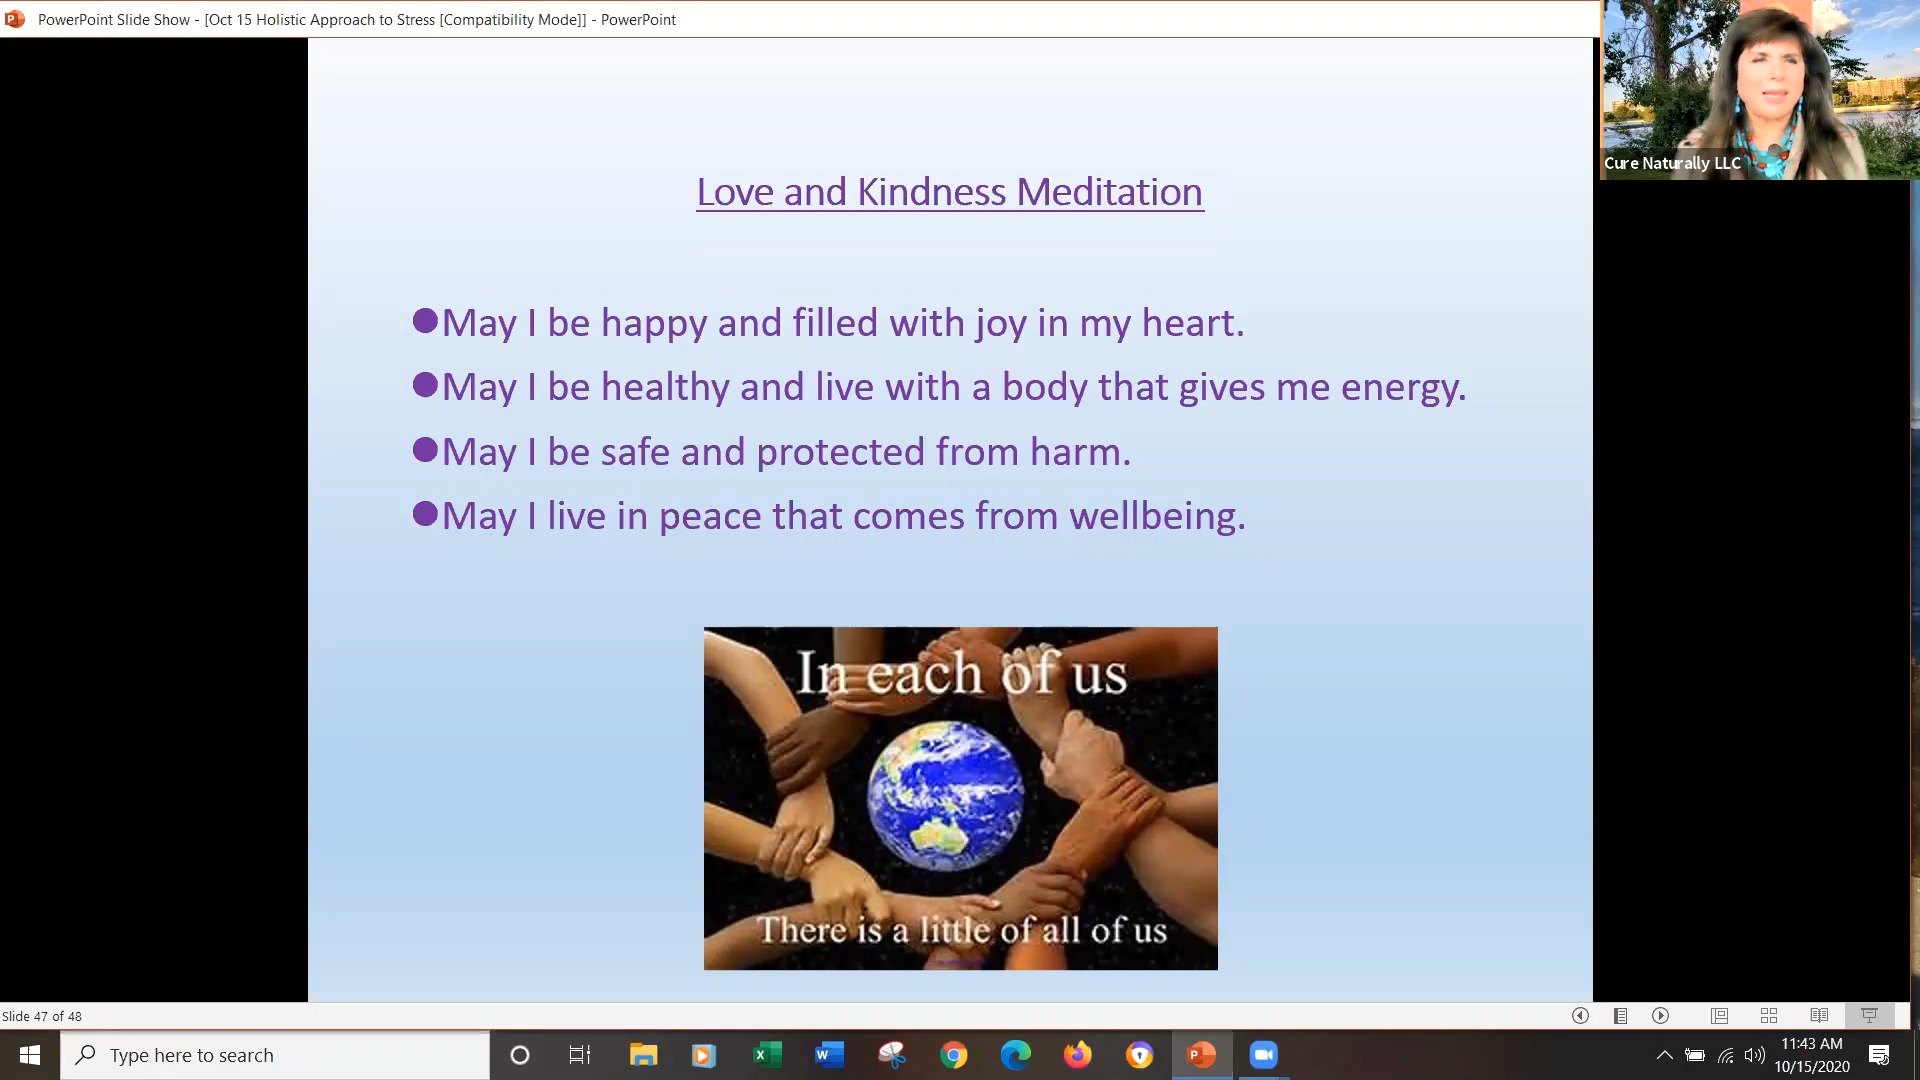 PowerPoint Slide Show - [Oct 15 Holistic Approach to Stress [Compatibility Mode]] - PowerPoint
Cure Naturally LLC
Love and Kindness Meditation
●May I be happy and filled with joy in my heart.
●May I be healthy and live with a body that gives me energy.
●May I be safe and protected from harm.
●May I live in peace that comes from wellbeing.
In each of us
There is a little of all of us
Slide 47 of 48
Type here to search
11:43 AM
10/15/2020